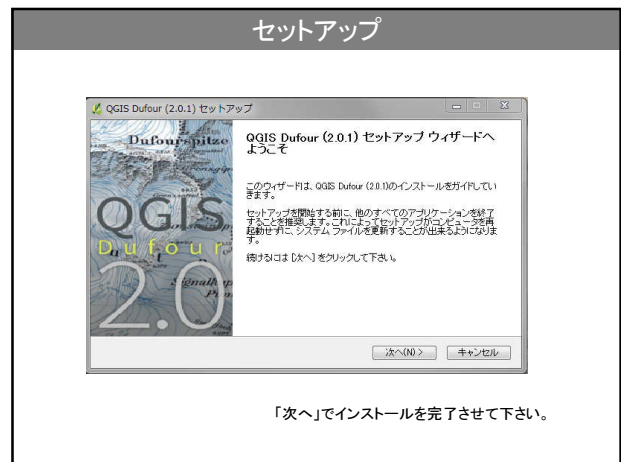 セットアップ
QGIS Dufour (2.0.1) セットアップ
Dufourspitze
QGIS Dufour (2.0.1) セットアップ ウィザードへ
ようこそ
このウィザードは、QGIS Dufour (2.0.1)のインストールをガイドしてい
きます。
セットアップを開始する前に、他のすべてのアプリケーションを終了
することを推奨します。これによってセットアップがコンピュータを再
起動せずに、システム ファイルを更新することが出来るようになりま
す。
続けるには [次へ] をクリックして下さい。
QGIS
Dufour
2.0
次へ(N) >
キャンセル
「次へ」でインストールを完了させて下さい。